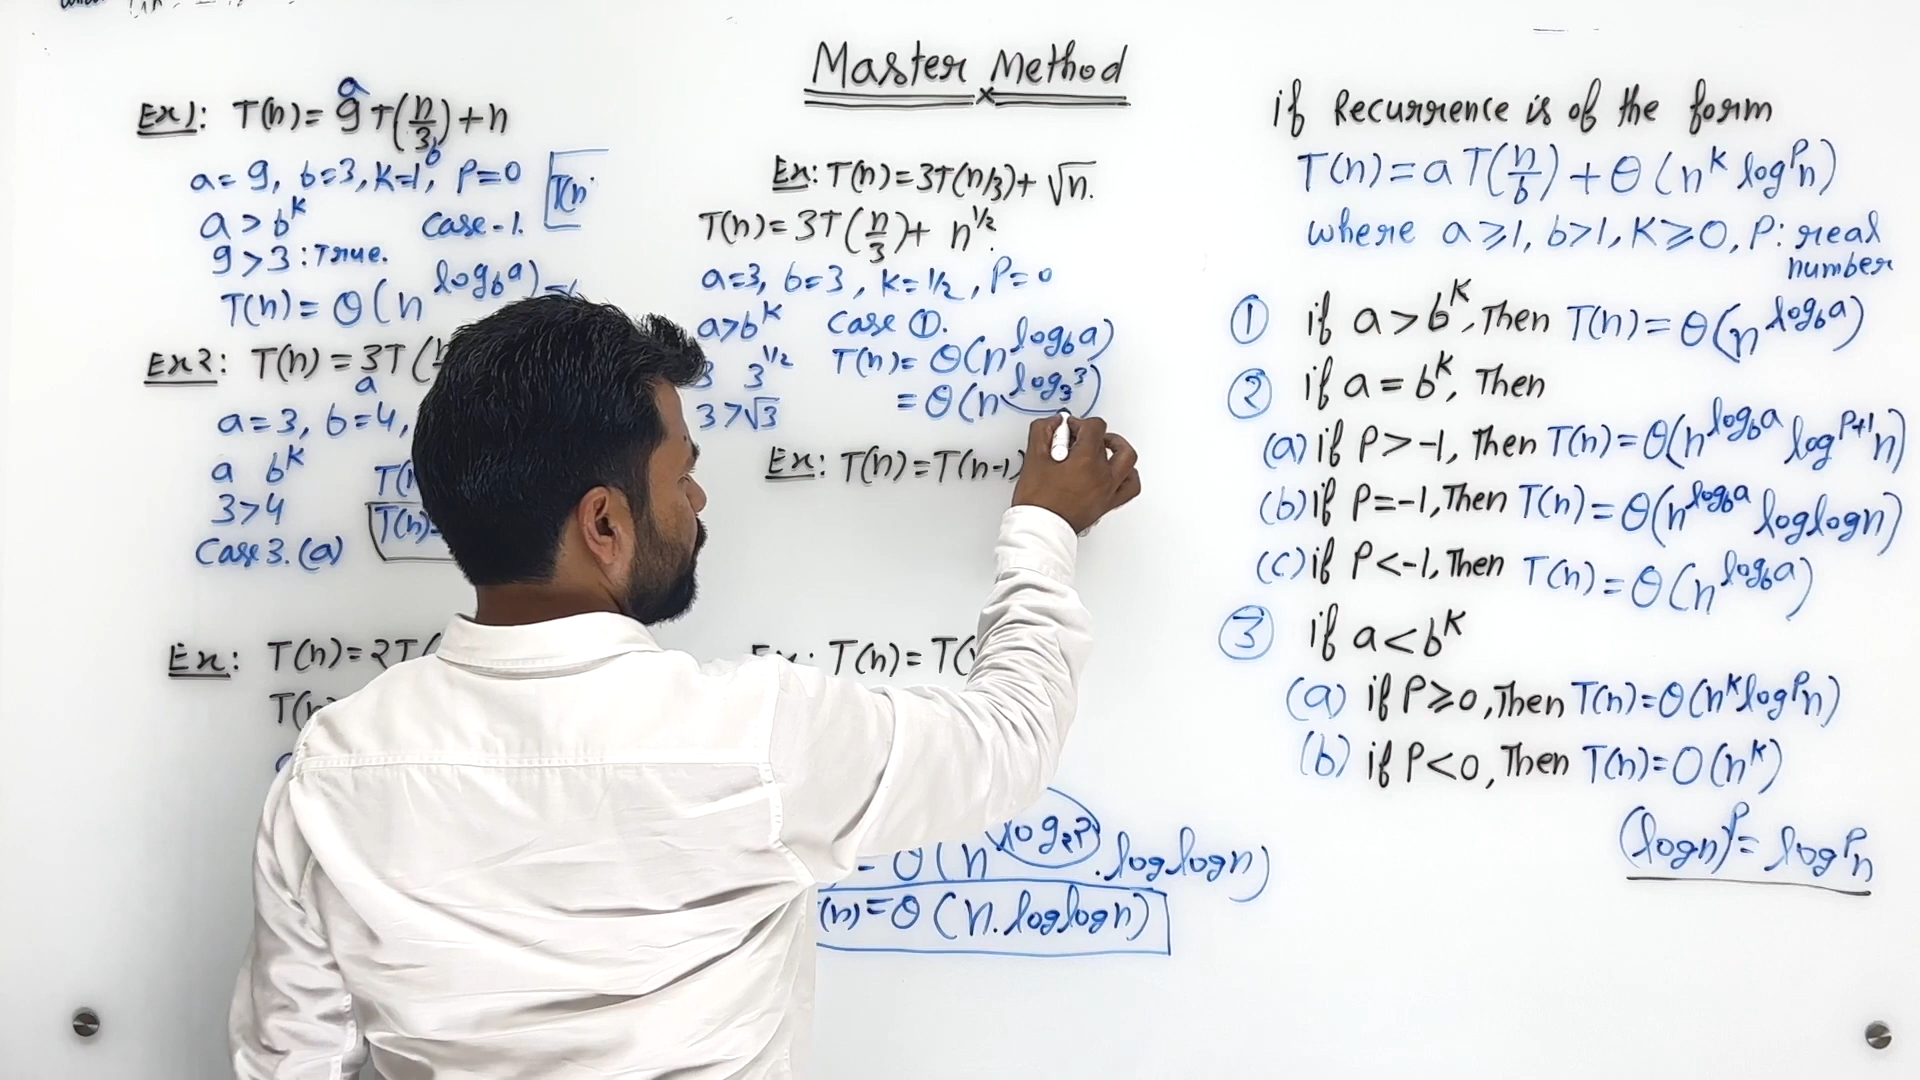 Master Method
Ex1: T(n) = 9T(n/3) + n
a
b
a = 9, b = 3, K = 1, P = 0
T(n
a > b^K Case-1.
9 > 3 : True.
T(n) = Θ(n^log_b a) =
Ex2: T(n) = 3T(
a
a = 3, b = 4,
a b^K
3 > 4
Case 3. (a)
T(n
T(n) =
Ex: T(n) = 2T(
T(n
Ex: T(n) = 3T(n/3) + √n.
T(n) = 3T(n/3) + n^1/2.
a = 3, b = 3, K = 1/2, P = 0
a > b^K Case ①.
3 3^1/2
3 > √3
T(n) = Θ(n^log_b a)
= Θ(n^log_3 3)
Ex: T(n) = T(n-1)
Ex: T(n) = T(
- Θ(n^log_2 2 . log log n)
(n) = Θ(n. log log n)
if Recurrence is of the form
T(n) = a T(n/b) + Θ(n^K log^P n)
where a ⩾ 1, b > 1, K ⩾ 0, P: real
number
① if a > b^K, Then T(n) = Θ(n^log_b a)
② if a = b^K, Then
(a) if P > -1, Then T(n) = Θ(n^log_b a log^P+1 n)
(b) if P = -1, Then T(n) = Θ(n^log_b a log log n)
(c) if P < -1, Then T(n) = Θ(n^log_b a)
③ if a < b^K
(a) if P ⩾ 0, Then T(n) = Θ(n^K log^P n)
(b) if P < 0, Then T(n) = O(n^K)
(log n)^P = log^P n